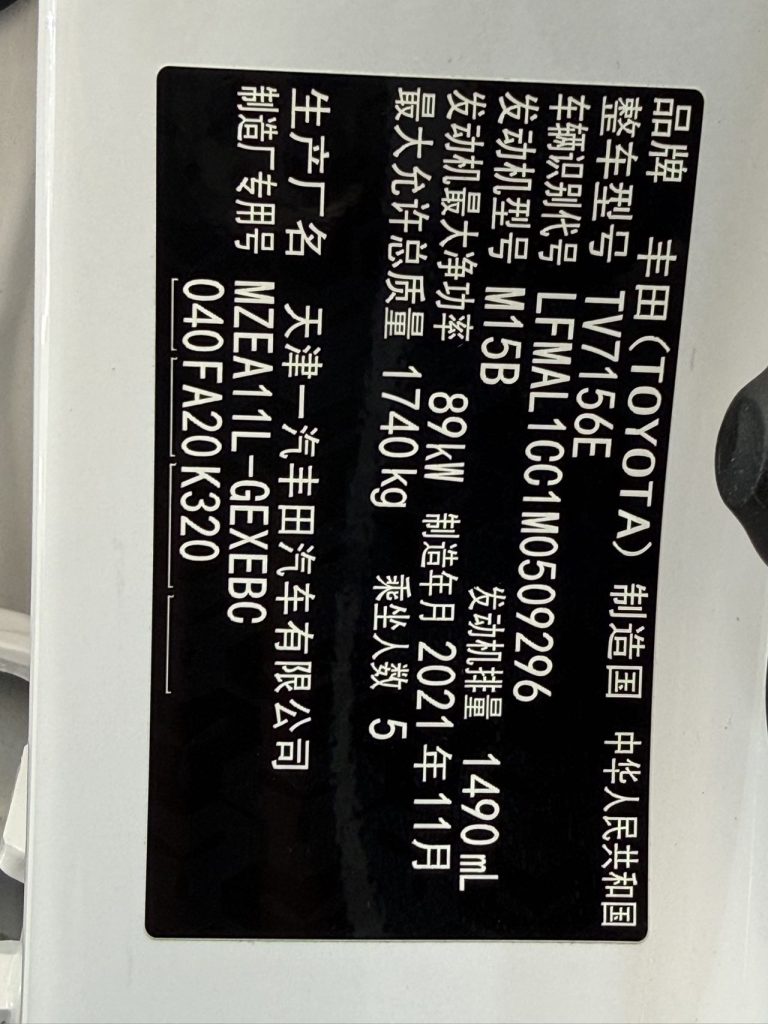 品牌 丰田(TOYOTA) 制造国 中华人民共和国
整车型号 TV7156E
车辆识别代号 LFMAL1CC1M0509296
发动机型号 M15B 发动机排量 1490mL
发动机最大净功率 89kW 制造年月 2021年11月
最大允许总质量 1740kg 乘坐人数 5
生产厂名 天津一汽丰田汽车有限公司
制造厂专用号 MZEA11L-GEXEBC
040FA20K320